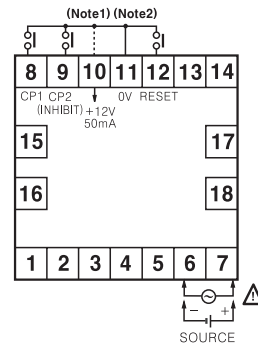 (Note1) (Note2)
8 9 10 11 12 13 14
CP1 CP2 0V RESET
(INHIBIT) +12V
50mA
15 17
16 18
1 2 3 4 5 6 7
− +
SOURCE